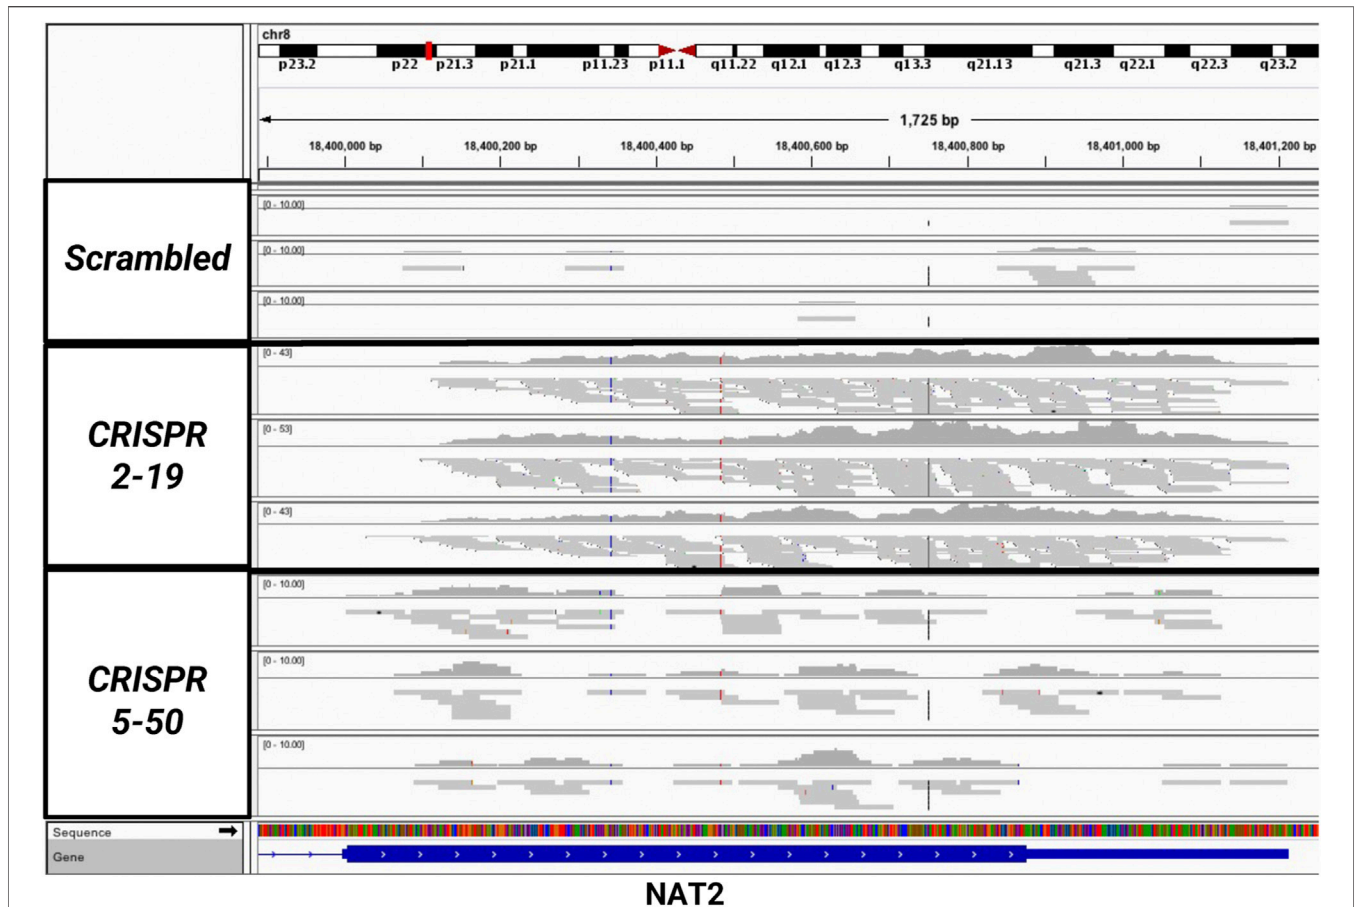 chr8
p23.2 p22 p21.3 p21.1 p11.23 p11.1 q11.22 q12.1 q12.3 q13.3 q21.13 q21.3 q22.1 q22.3 q23.2
1,725 bp
18,400,000 bp 18,400,200 bp 18,400,400 bp 18,400,600 bp 18,400,800 bp 18,401,000 bp 18,401,200 bp
Scrambled
[0 - 10.00]
[0 - 10.00]
[0 - 10.00]
CRISPR
2-19
[0 - 43]
[0 - 53]
[0 - 43]
CRISPR
5-50
[0 - 10.00]
[0 - 10.00]
[0 - 10.00]
Sequence
Gene
NAT2